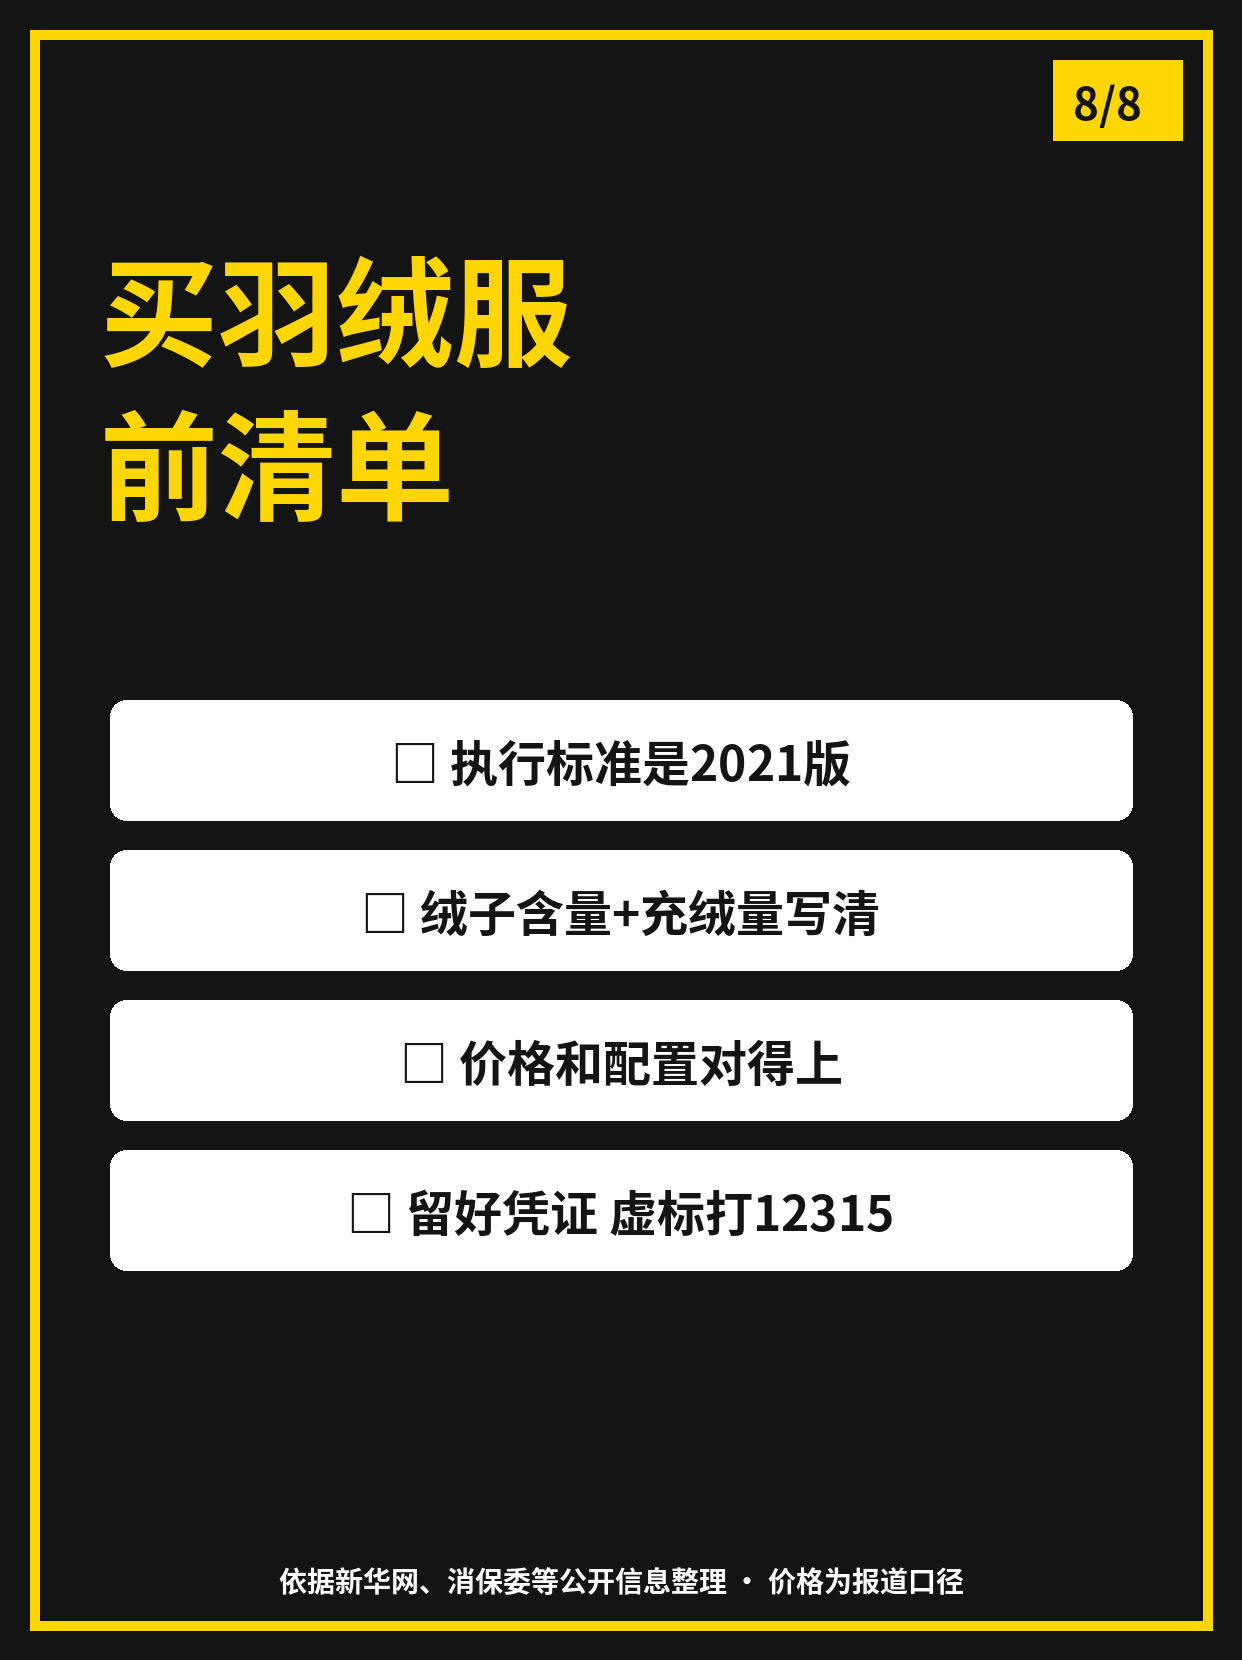 8/8
买羽绒服
前清单
□ 执行标准是2021版
□ 绒子含量+充绒量写清
□ 价格和配置对得上
□ 留好凭证 虚标打12315
依据新华网、消保委等公开信息整理 · 价格为报道口径